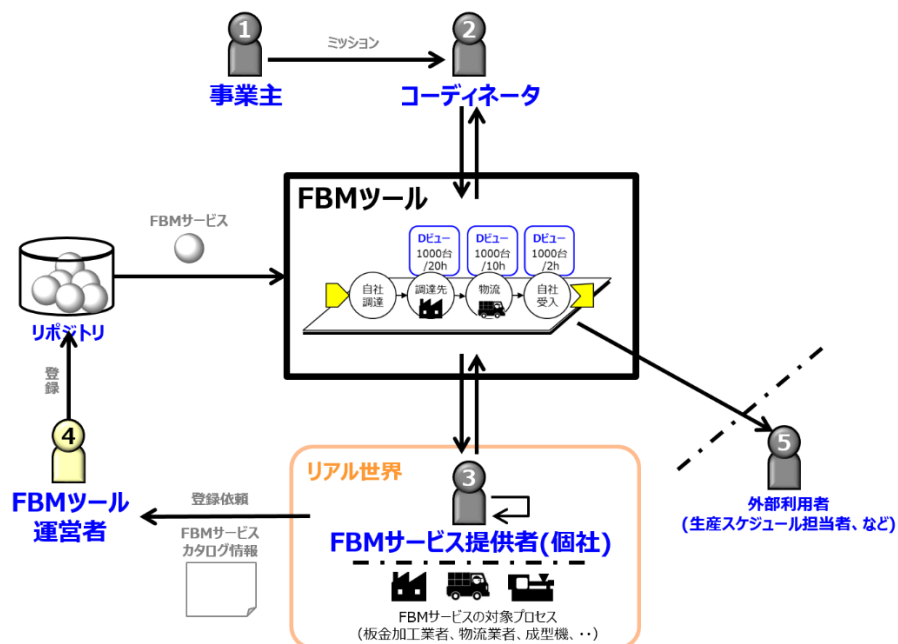 1
ミッション
2
事業主
コーディネータ
FBMツール
FBMサービス
Dビュー
1000台
/20h
Dビュー
1000台
/10h
Dビュー
1000台
/2h
自社
調達
調達先
物流
自社
受入
リポジトリ
登録
4
FBMツール
運営者
登録依頼
FBMサービス
カタログ情報
リアル世界
3
FBMサービス提供者(個社)
FBMサービスの対象プロセス
（板金加工業者、物流業者、成型機、‥）
5
外部利用者
(生産スケジュール担当者、など)